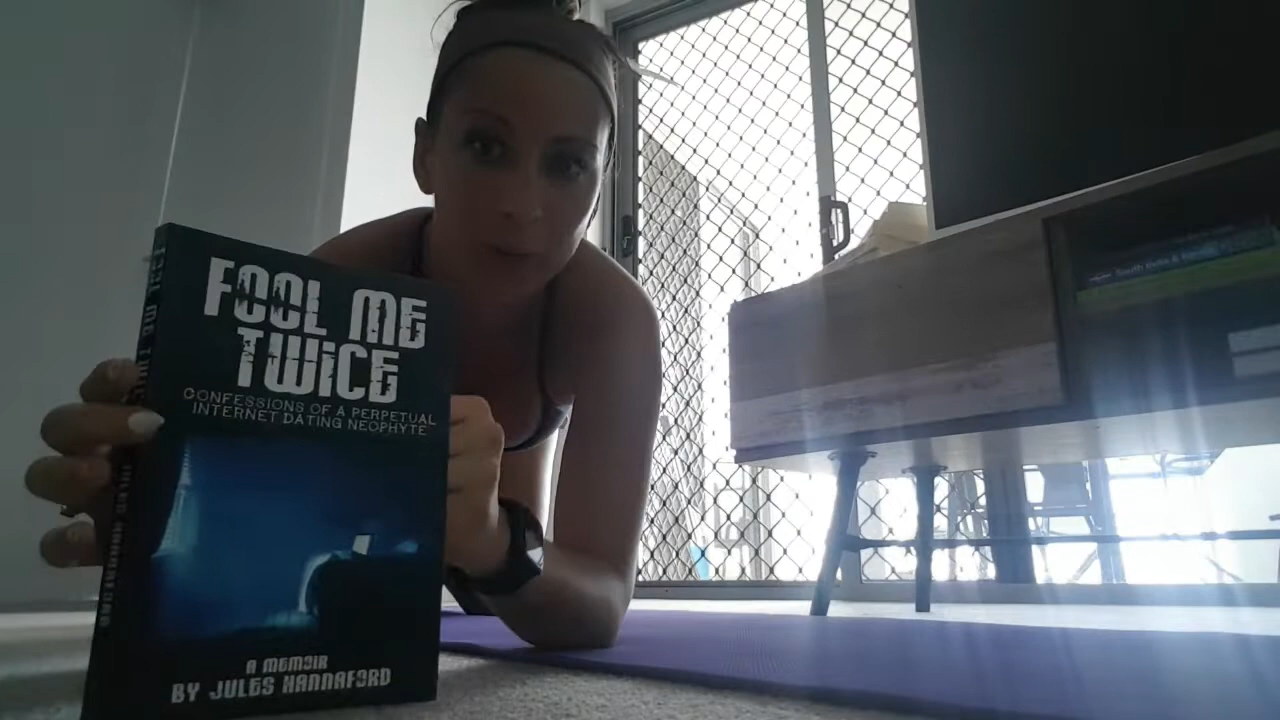 FOOL ME
TWiCE
CONFESSIONS OF A PERPETUAL
INTERNET DATING NEOPHYTE
A MEMOIR
BY JULES HANNAFORD